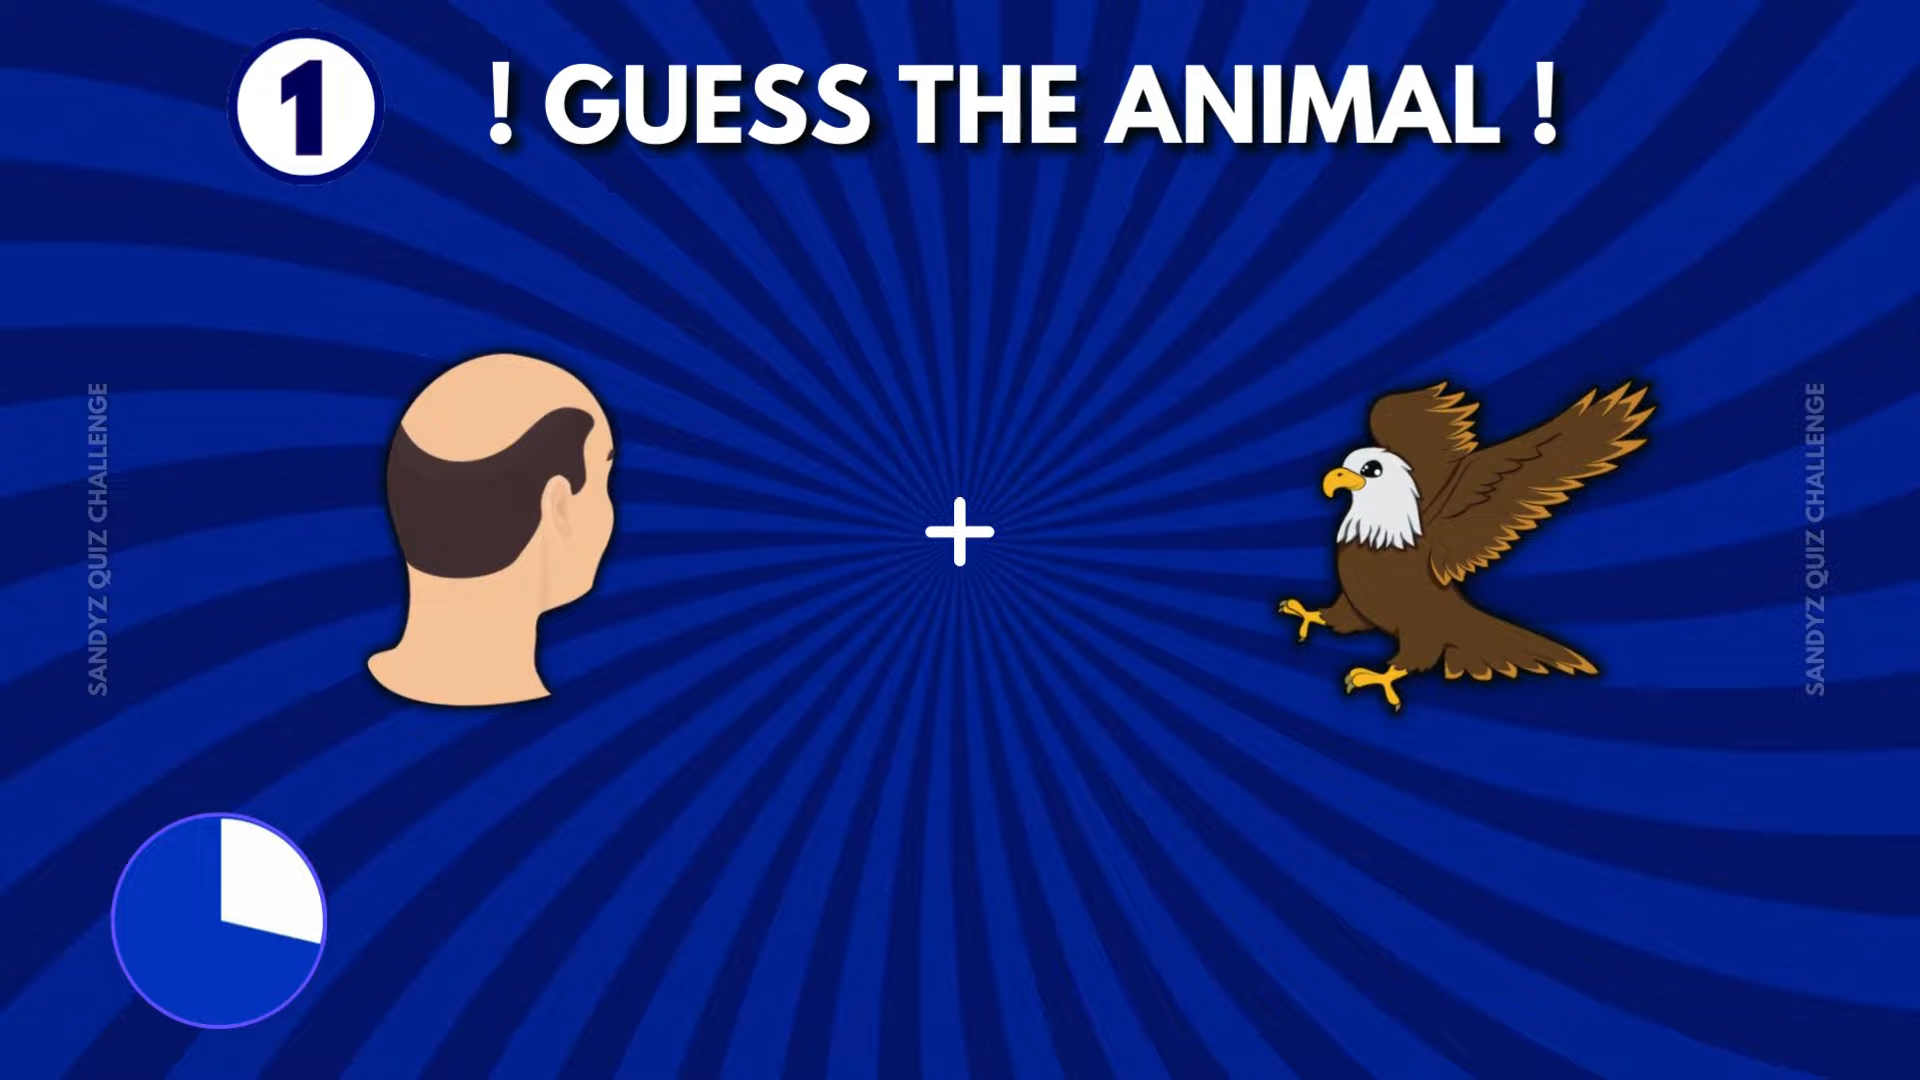 1
! GUESS THE ANIMAL !
SANDYZ QUIZ CHALLENGE
+
SANDYZ QUIZ CHALLENGE